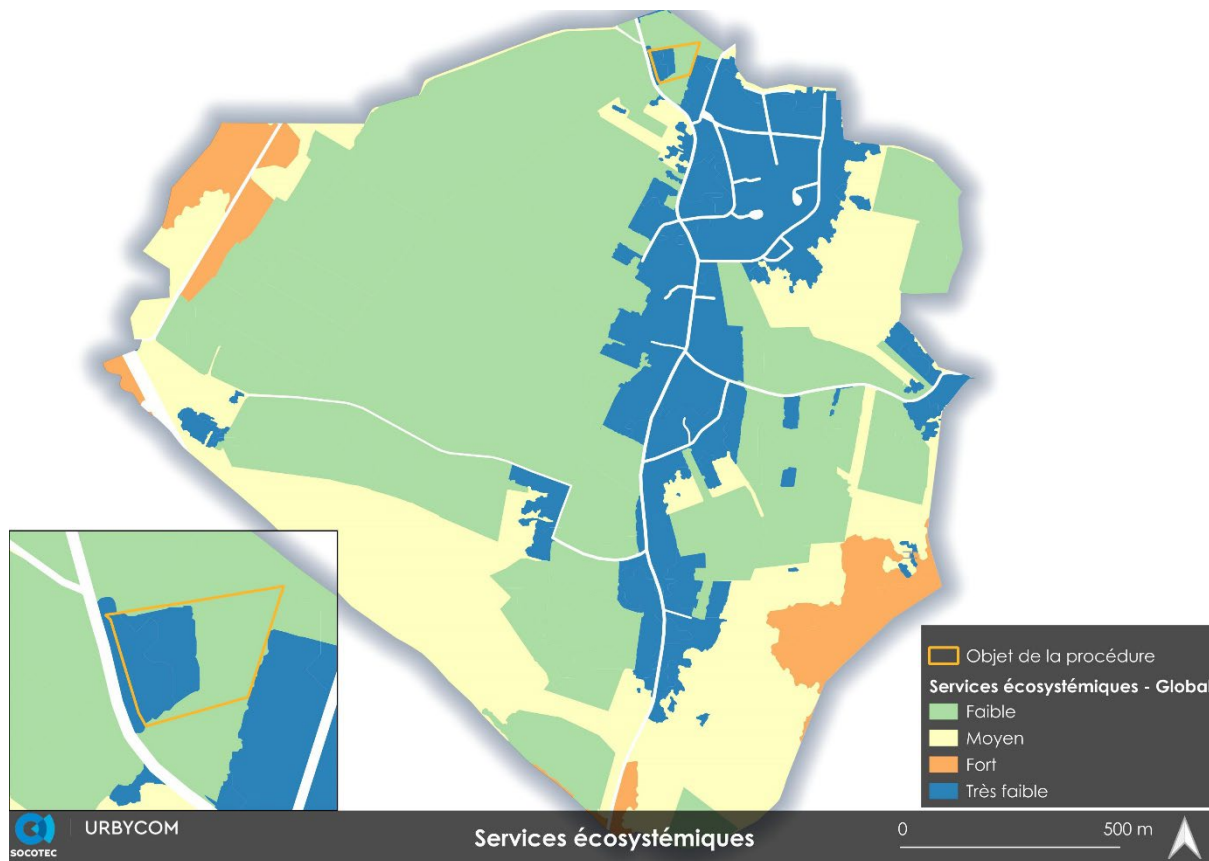 Objet de la procédure
Services écosystémiques - Global
Faible
Moyen
Fort
Très faible
SOCOTEC
URBYCOM
Services écosystémiques
0
500 m